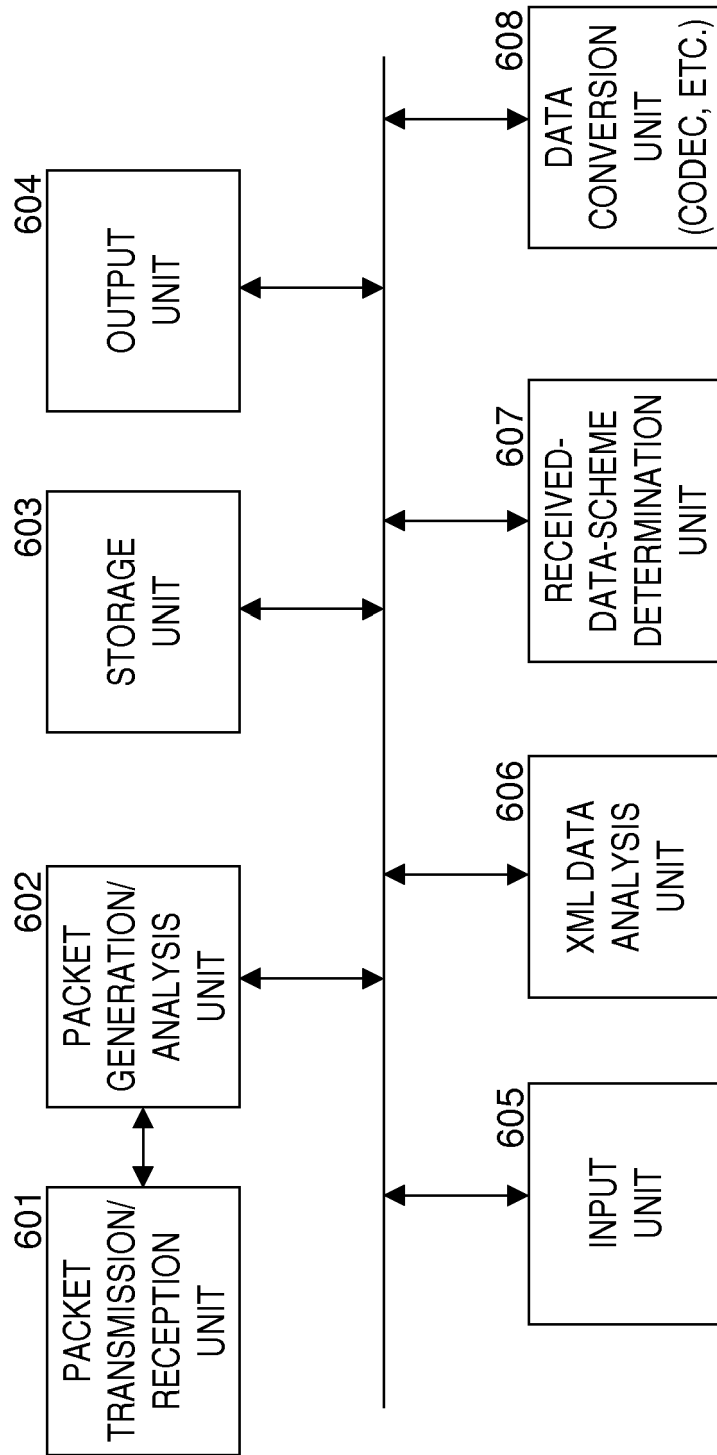 601
PACKET
TRANSMISSION/
RECEPTION
UNIT
602
PACKET
GENERATION/
ANALYSIS
UNIT
603
STORAGE
UNIT
604
OUTPUT
UNIT
605
INPUT
UNIT
606
XML DATA
ANALYSIS
UNIT
607
RECEIVED-
DATA-SCHEME
DETERMINATION
UNIT
608
DATA
CONVERSION
UNIT
(CODEC, ETC.)